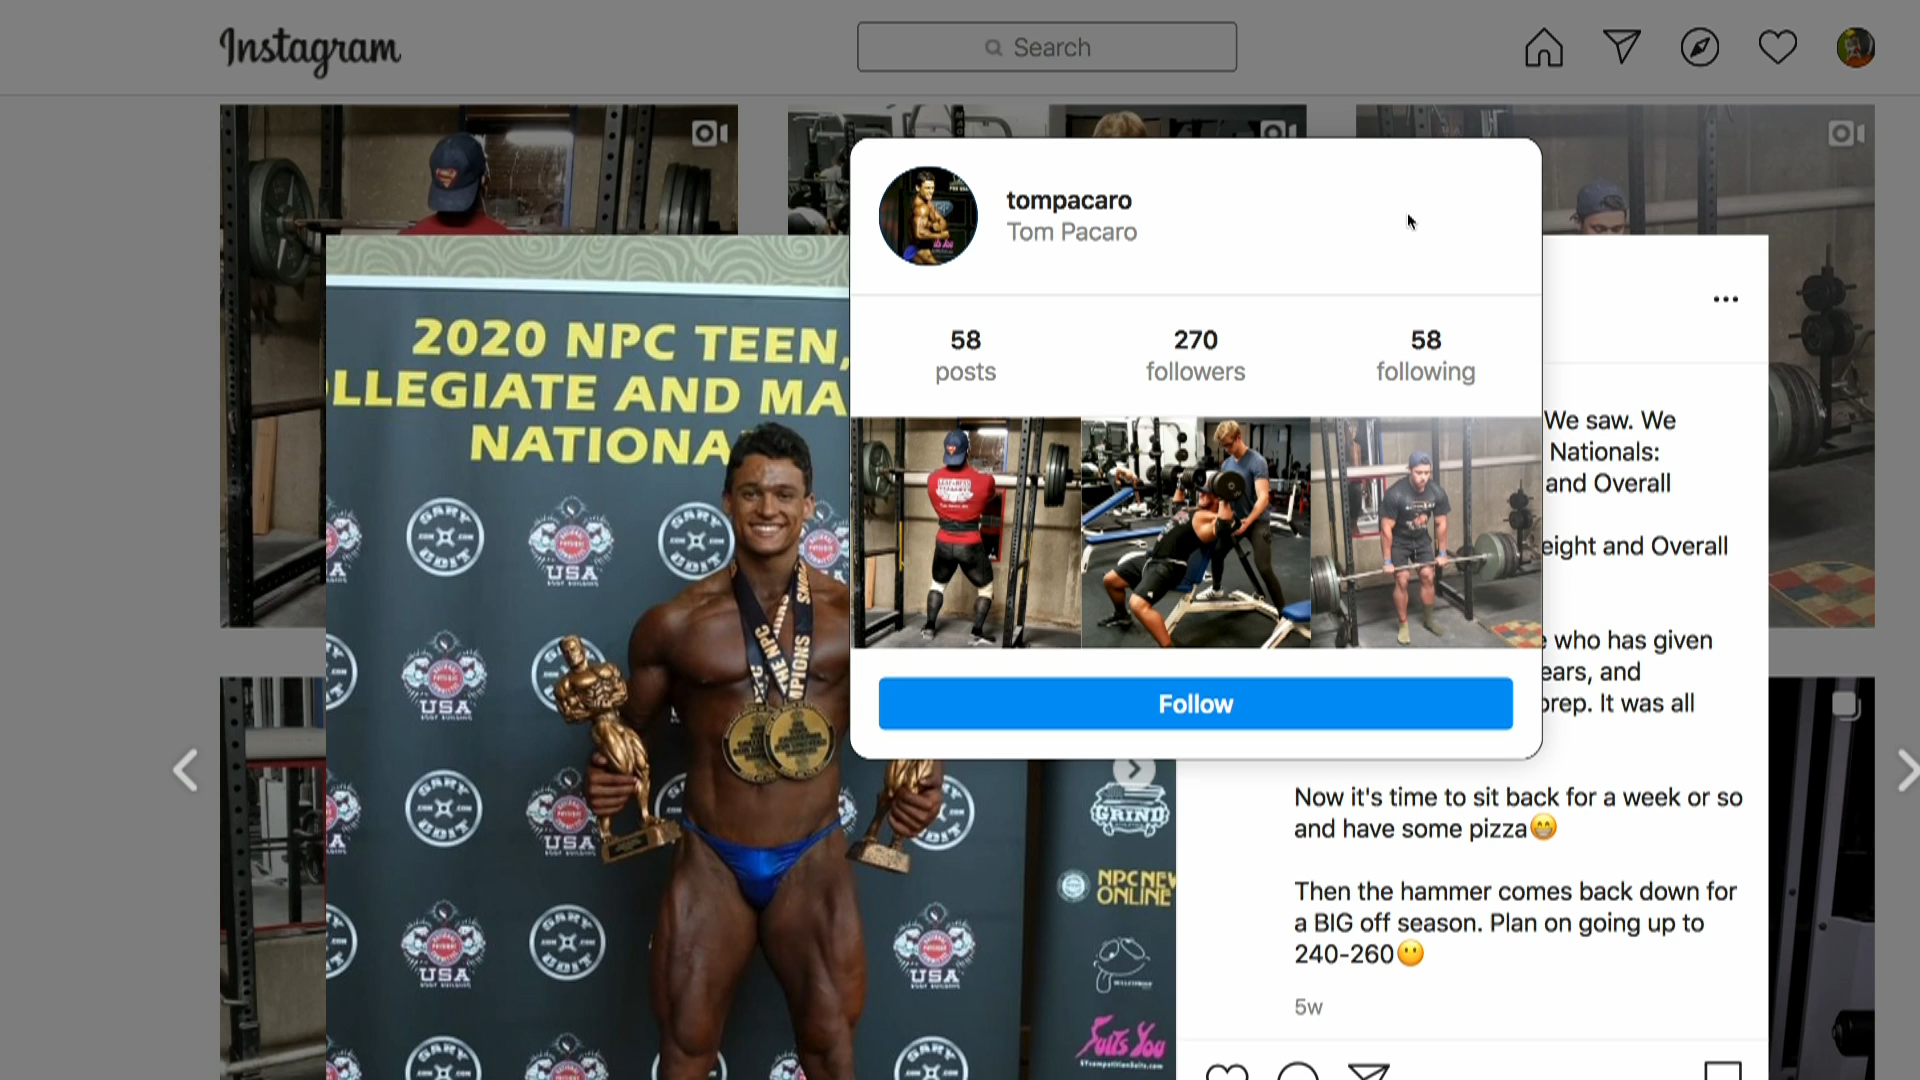 Instagram
Search
tompacaro
Tom Pacaro
58
posts
270
followers
58
following
Follow
2020 NPC TEEN,
LLEGIATE AND MA
NATIONA
We saw. We
Nationals:
and Overall
eight and Overall
who has given
ears, and
prep. It was all
Now it's time to sit back for a week or so
and have some pizza😁
Then the hammer comes back down for
a BIG off season. Plan on going up to
240-260😶
5w
GRIND
NPC NEW
ONLINE
Suits You
USA
USA
USA
USA
USA